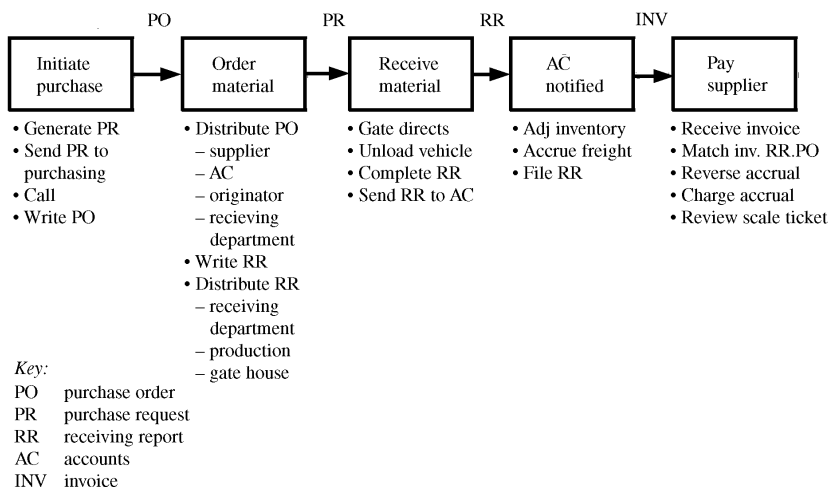 PO PR RR INV
Initiate
purchase
Order
material
Receive
material
AC
notified
Pay
supplier
• Generate PR
• Send PR to
purchasing
• Call
• Write PO
• Distribute PO
– supplier
– AC
– originator
– recieving
department
• Write RR
• Distribute RR
– receiving
department
– production
– gate house
• Gate directs
• Unload vehicle
• Complete RR
• Send RR to AC
• Adj inventory
• Accrue freight
• File RR
• Receive invoice
• Match inv. RR.PO
• Reverse accrual
• Charge accrual
• Review scale ticket
Key:
PO purchase order
PR purchase request
RR receiving report
AC accounts
INV invoice